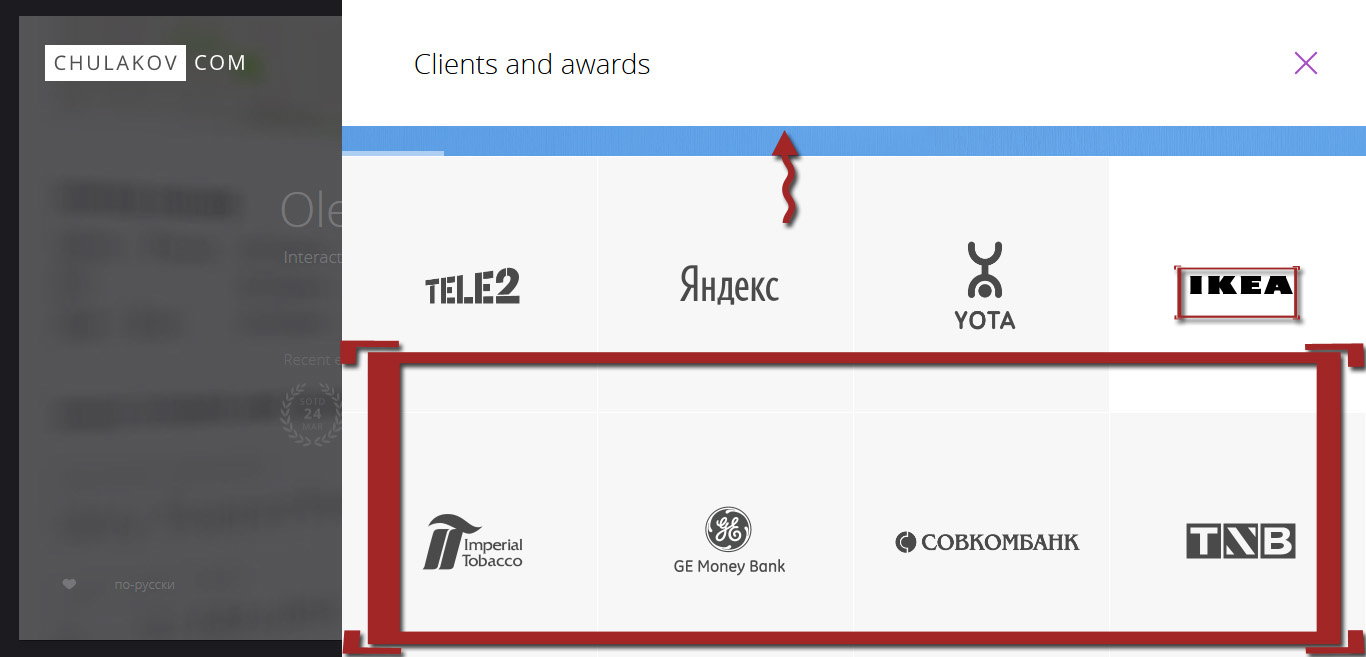 CHULAKOV COM
Clients and awards
Ole
Interact
TELE2
Яндекс
YOTA
IKEA
Recent e
SOTD
24
MAR
Imperial
Tobacco
GE
GE Money Bank
СОВКОМБАНК
TNB
по-русски